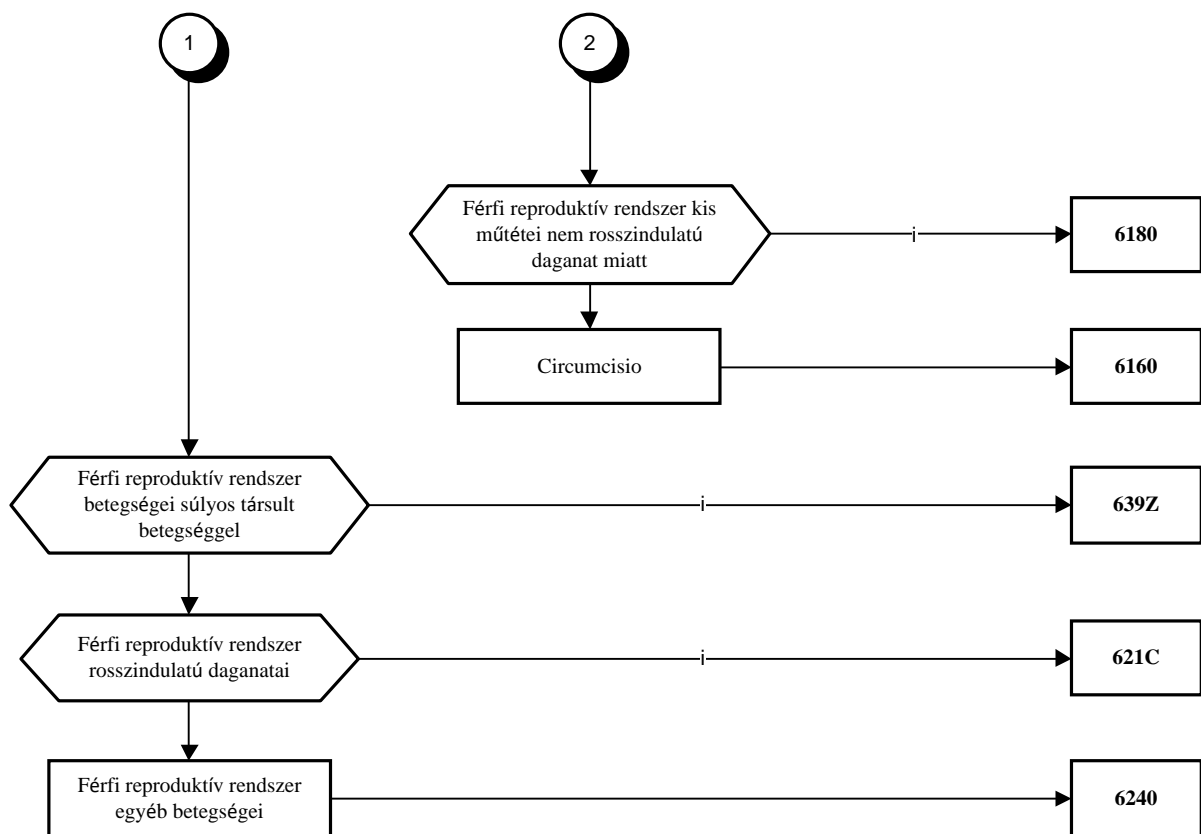 1
2
Férfi reproduktív rendszer kis
műtétei nem rosszindulatú
daganat miatt
i
6180
Circumcisio
6160
Férfi reproduktív rendszer
betegségei súlyos társult
betegséggel
i
639Z
Férfi reproduktív rendszer
rosszindulatú daganatai
i
621C
Férfi reproduktív rendszer
egyéb betegségei
6240